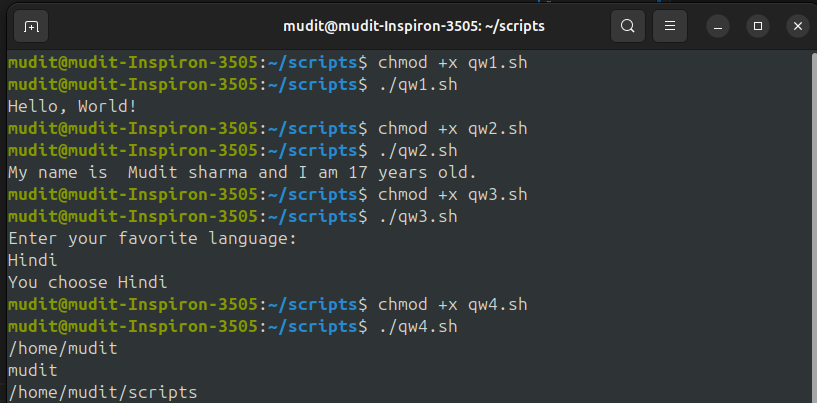 mudit@mudit-Inspiron-3505: ~/scripts
mudit@mudit-Inspiron-3505:~/scripts$ chmod +x qw1.sh
mudit@mudit-Inspiron-3505:~/scripts$ ./qw1.sh
Hello, World!
mudit@mudit-Inspiron-3505:~/scripts$ chmod +x qw2.sh
mudit@mudit-Inspiron-3505:~/scripts$ ./qw2.sh
My name is  Mudit sharma and I am 17 years old.
mudit@mudit-Inspiron-3505:~/scripts$ chmod +x qw3.sh
mudit@mudit-Inspiron-3505:~/scripts$ ./qw3.sh
Enter your favorite language:
Hindi
You choose Hindi
mudit@mudit-Inspiron-3505:~/scripts$ chmod +x qw4.sh
mudit@mudit-Inspiron-3505:~/scripts$ ./qw4.sh
/home/mudit
mudit
/home/mudit/scripts